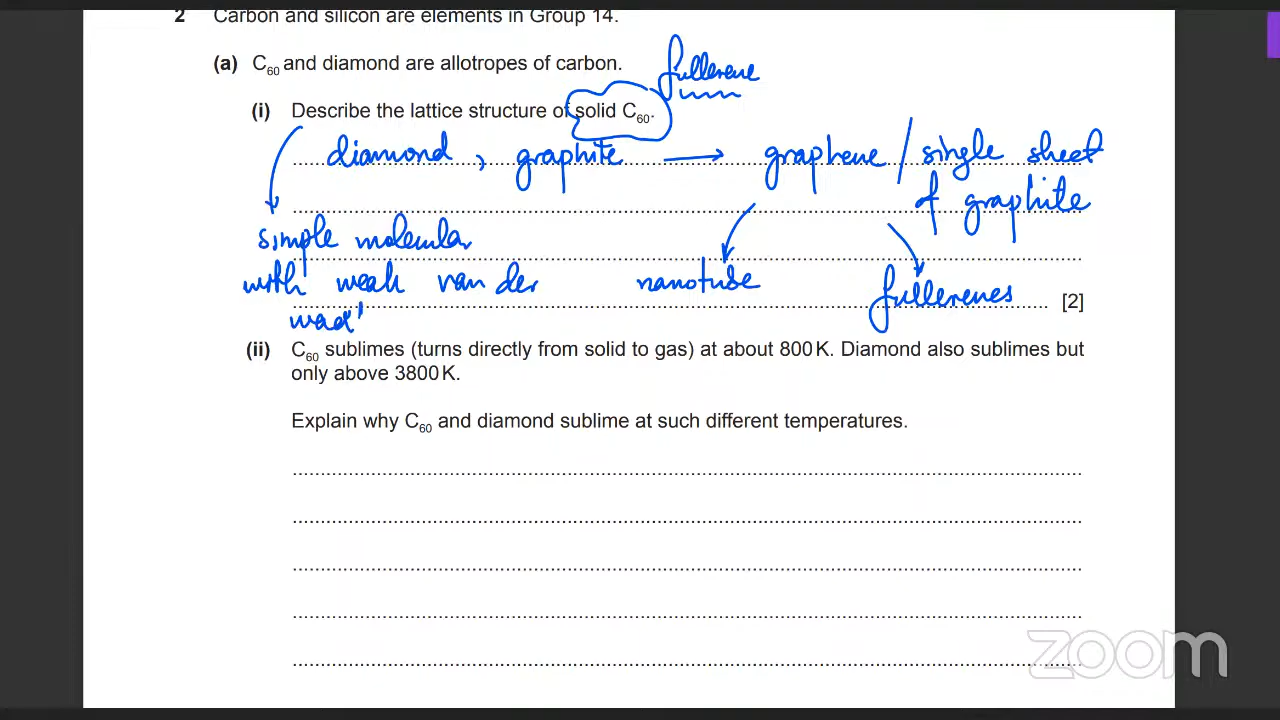 2 Carbon and silicon are elements in Group 14.
(a) C60 and diamond are allotropes of carbon.
fullerene
(i) Describe the lattice structure of solid C60.
diamond, graphite → graphene / single sheet
of graphite
simple molecular
with weak van der
nanotube
fullerenes
[2]
(ii) C60 sublimes (turns directly from solid to gas) at about 800 K. Diamond also sublimes but
only above 3800 K.
Explain why C60 and diamond sublime at such different temperatures.
zoom